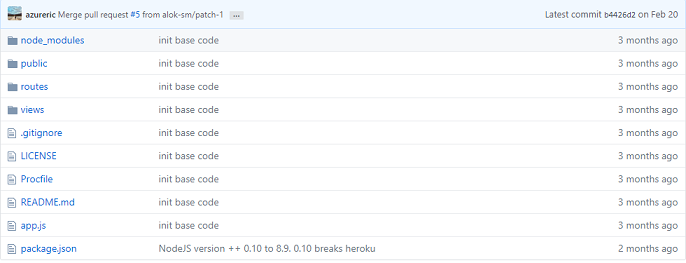 azureric Merge pull request #5 from alok-sm/patch-1 ... Latest commit b4426d2 on Feb 20
node_modules init base code 3 months ago
public init base code 3 months ago
routes init base code 3 months ago
views init base code 3 months ago
.gitignore init base code 3 months ago
LICENSE init base code 3 months ago
Procfile init base code 3 months ago
README.md init base code 3 months ago
app.js init base code 3 months ago
package.json NodeJS version ++ 0.10 to 8.9. 0.10 breaks heroku 2 months ago